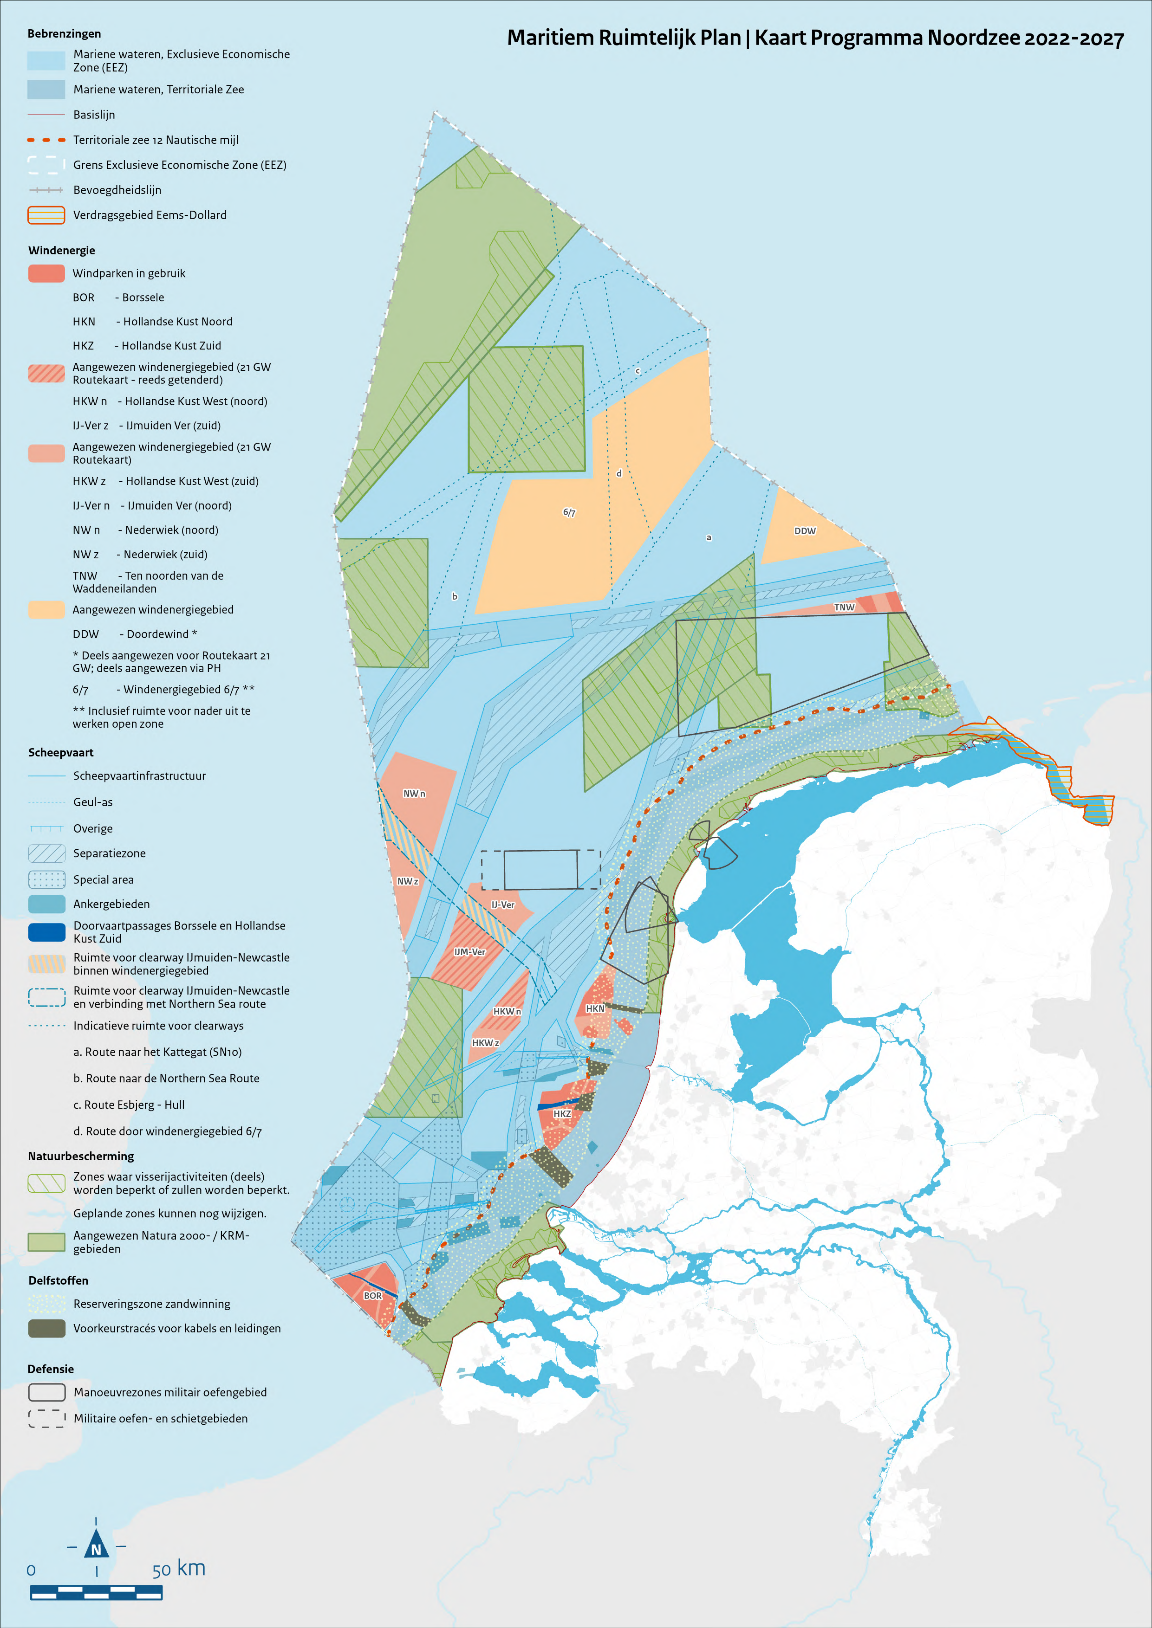 Maritiem Ruimtelijk Plan | Kaart Programma Noordzee 2022-2027
Bebrenzingen
Mariene wateren, Exclusieve Economische
Zone (EEZ)
Mariene wateren, Territoriale Zee
Basislijn
Territoriale zee 12 Nautische mijl
Grens Exclusieve Economische Zone (EEZ)
Bevoegdheidslijn
Verdragsgebied Eems-Dollard
Windenergie
Windparken in gebruik
BOR - Borssele
HKN - Hollandse Kust Noord
HKZ - Hollandse Kust Zuid
Aangewezen windenergiegebied (21 GW
Routekaart - reeds getenderd)
HKW n - Hollandse Kust West (noord)
IJ-Ver z - IJmuiden Ver (zuid)
Aangewezen windenergiegebied (21 GW
Routekaart)
HKW z - Hollandse Kust West (zuid)
IJ-Ver n - IJmuiden Ver (noord)
NW n - Nederwiek (noord)
NW z - Nederwiek (zuid)
TNW - Ten noorden van de
Waddeneilanden
Aangewezen windenergiegebied
DDW - Doordewind *
* Deels aangewezen voor Routekaart 21
GW; deels aangewezen via PH
6/7 - Windenergiegebied 6/7 **
** Inclusief ruimte voor nader uit te
werken open zone
Scheepvaart
Scheepvaartinfrastructuur
Geul-as
Overige
Separatiezone
Special area
Ankergebieden
Doorvaartpassages Borssele en Hollandse
Kust Zuid
Ruimte voor clearway IJmuiden-Newcastle
binnen windenergiegebied
Ruimte voor clearway IJmuiden-Newcastle
en verbinding met Northern Sea route
Indicatieve ruimte voor clearways
a. Route naar het Kattegat (SN10)
b. Route naar de Northern Sea Route
c. Route Esbjerg - Hull
d. Route door windenergiegebied 6/7
Natuurbescherming
Zones waar visserijactiviteiten (deels)
worden beperkt of zullen worden beperkt.
Geplande zones kunnen nog wijzigen.
Aangewezen Natura 2000- / KRM-
gebieden
Delfstoffen
Reserveringszone zandwinning
Voorkeurstracés voor kabels en leidingen
Defensie
Manoeuvrezones militair oefengebied
Militaire oefen- en schietgebieden
N
0 50 km
c
d
6/7
DDW
a
b
TNW
NW n
NW z
IJ-Ver
IJM-Ver
HKW n
HKN
HKW z
HKZ
BOR